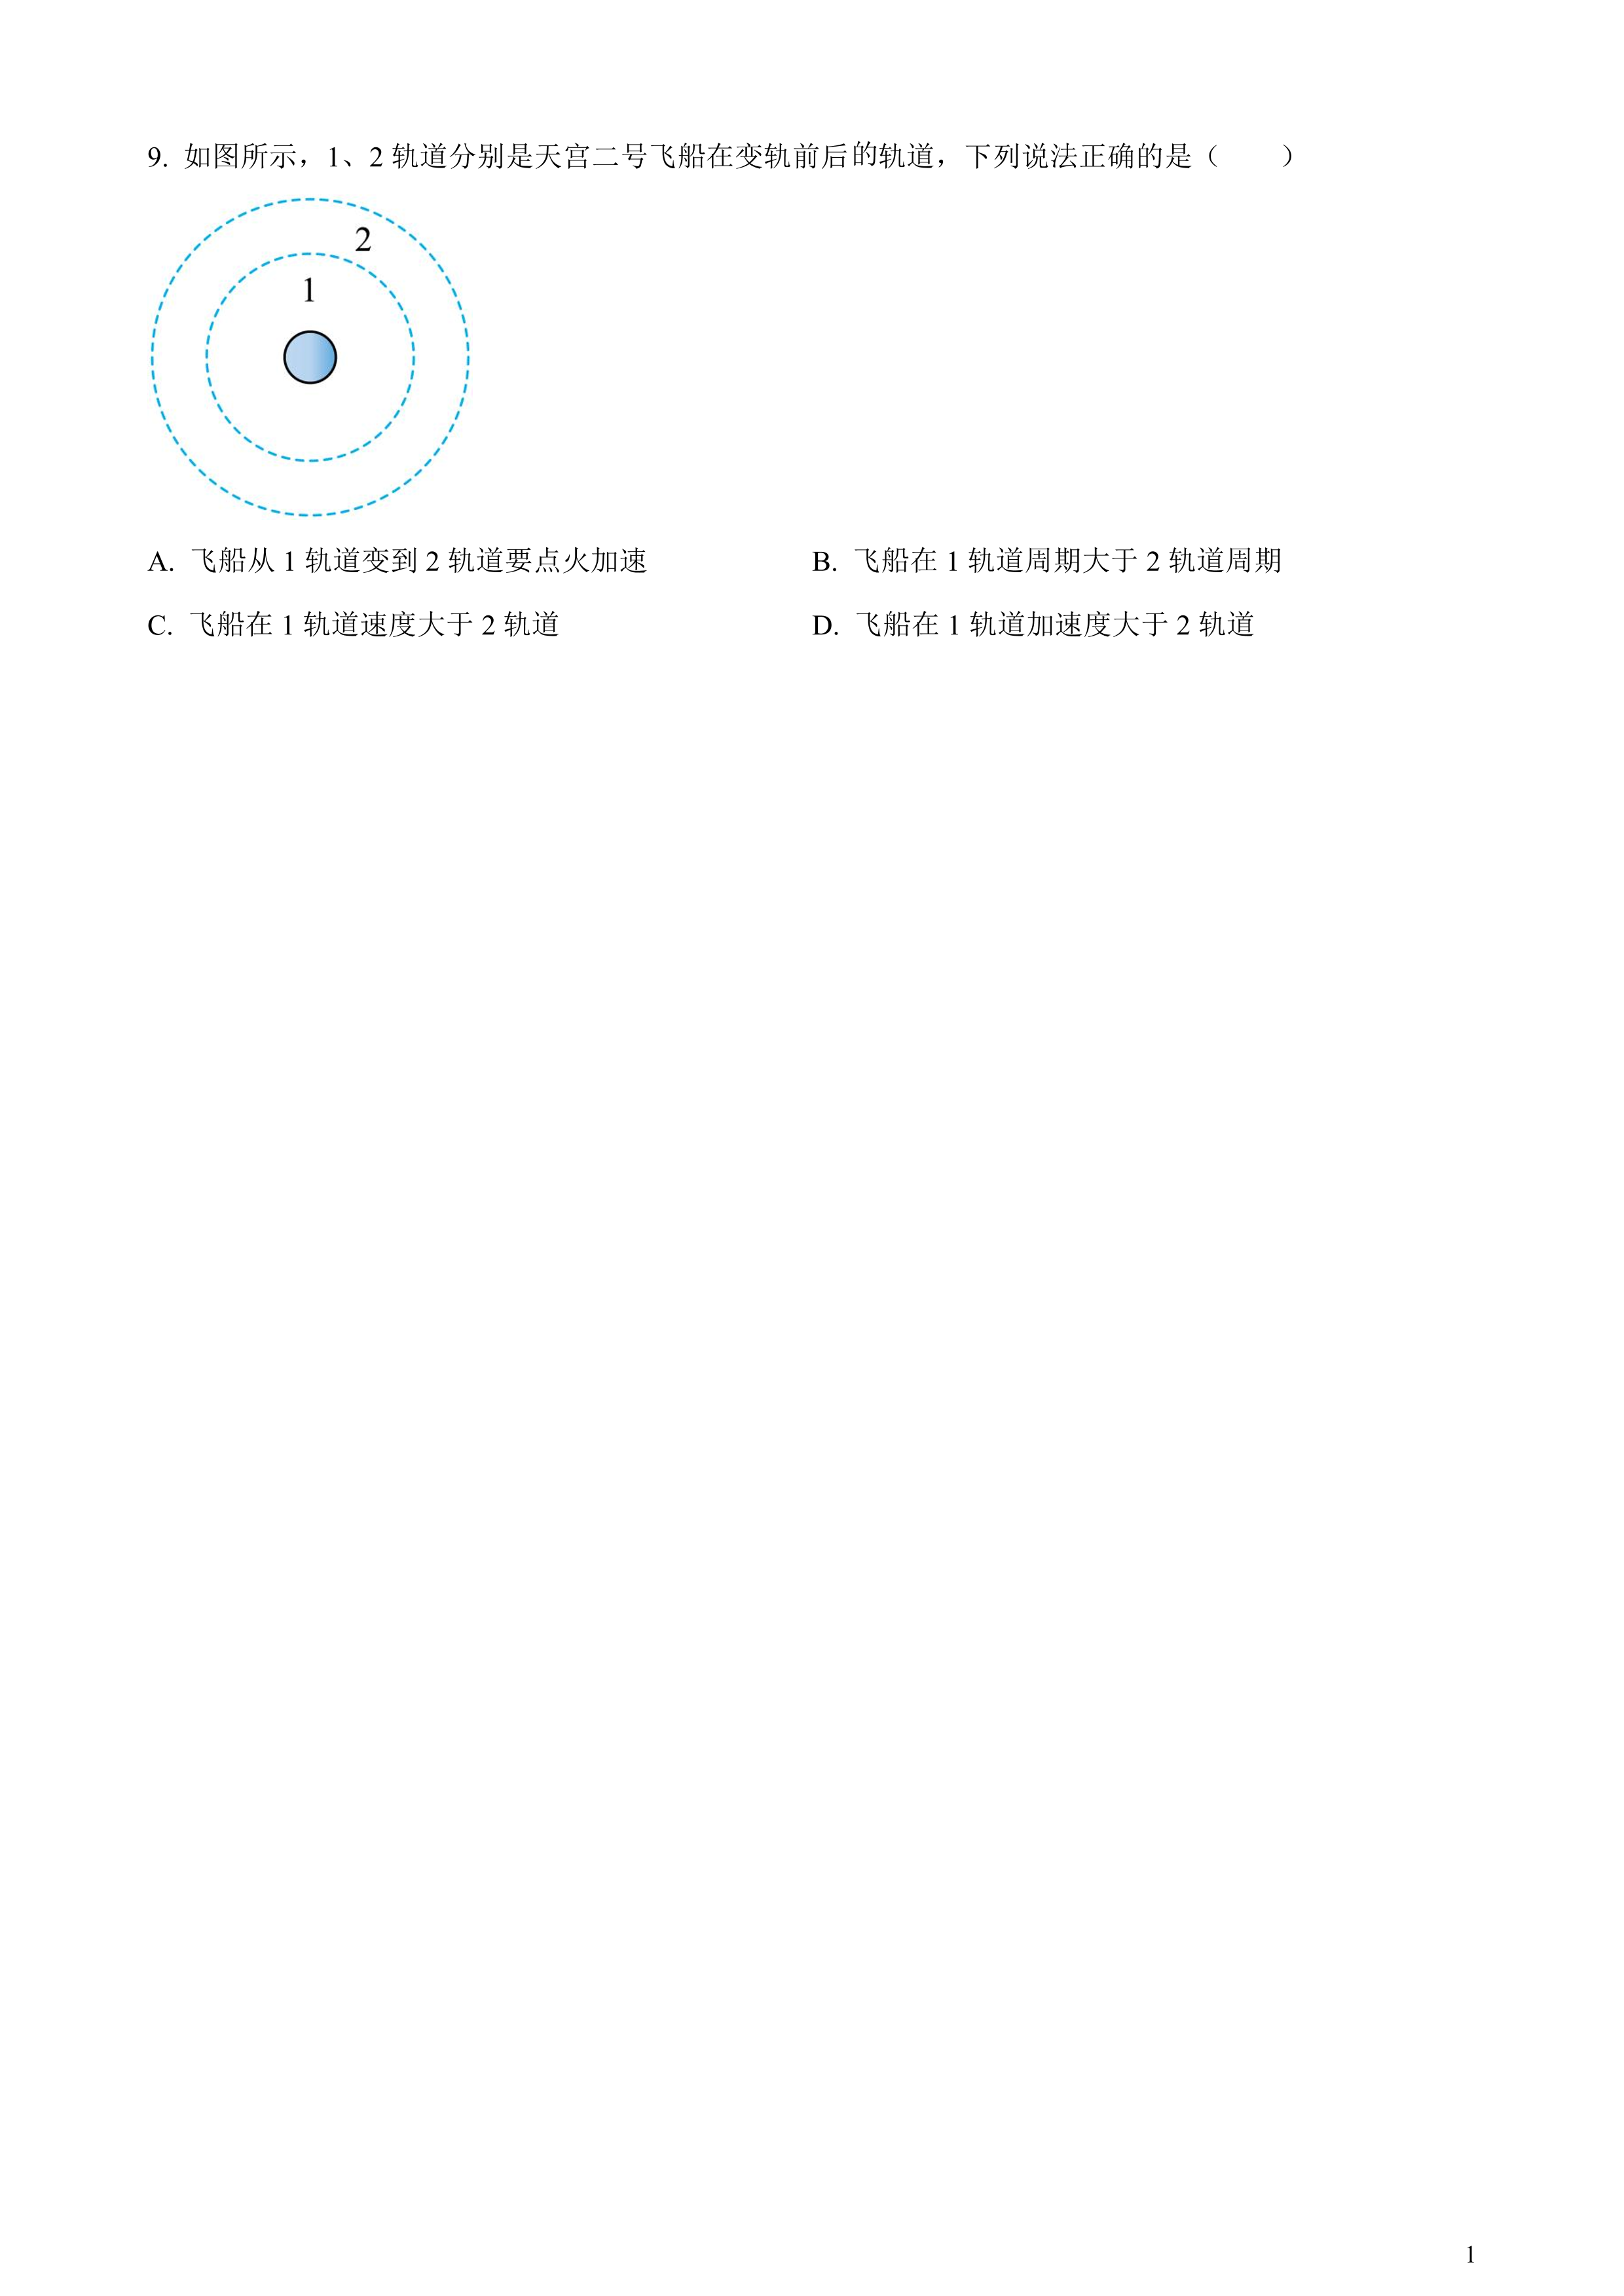 9. 如图所示，1、2 轨道分别是天宫二号飞船在变轨前后的轨道，下列说法正确的是（　　）
2
1
A. 飞船从 1 轨道变到 2 轨道要点火加速　　B. 飞船在 1 轨道周期大于 2 轨道周期
C. 飞船在 1 轨道速度大于 2 轨道　　D. 飞船在 1 轨道加速度大于 2 轨道
1